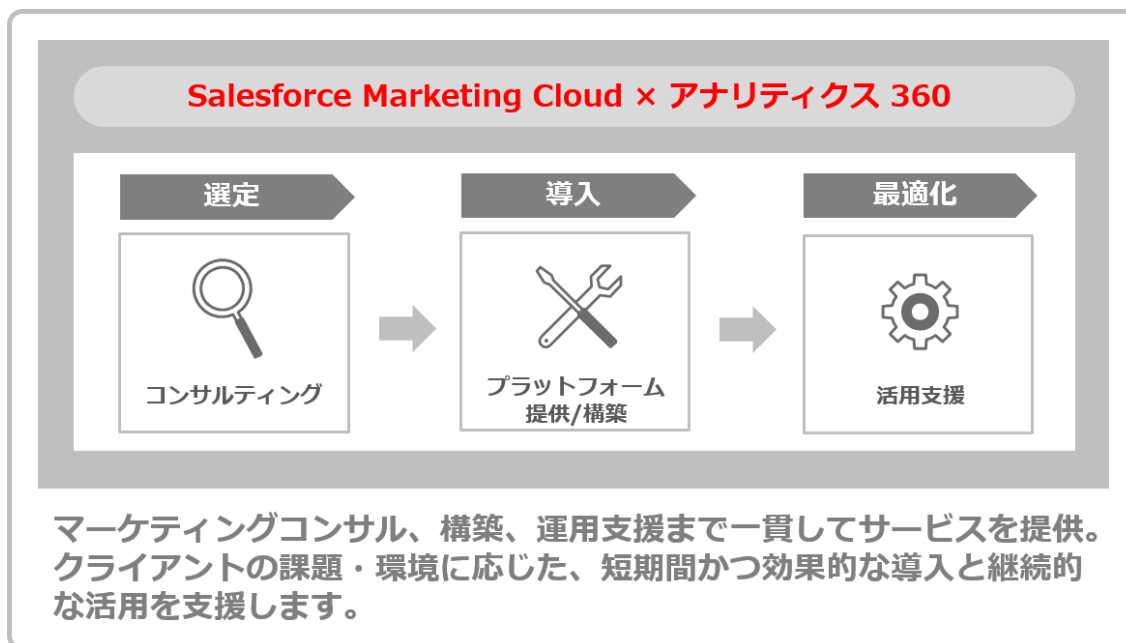 Salesforce Marketing Cloud × アナリティクス 360
選定
導入
最適化
コンサルティング
プラットフォーム
提供/構築
活用支援
マーケティングコンサル、構築、運用支援まで一貫してサービスを提供。
クライアントの課題・環境に応じた、短期間かつ効果的な導入と継続的
な活用を支援します。